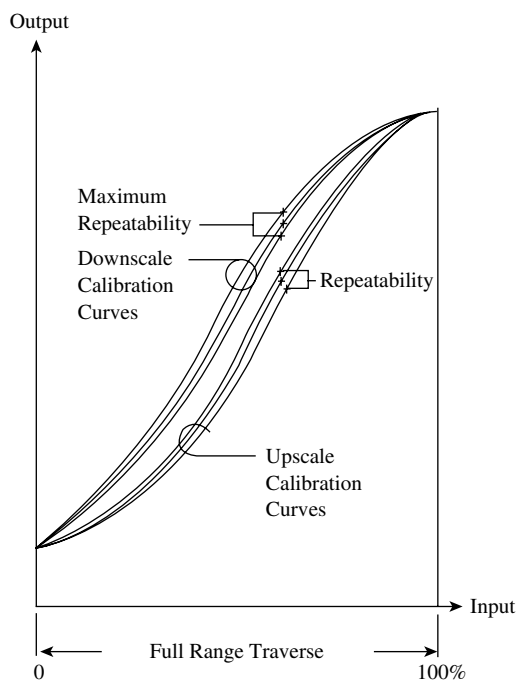 Output
Maximum
Repeatability
Downscale
Calibration
Curves
Repeatability
Upscale
Calibration
Curves
Input
Full Range Traverse
0
100%